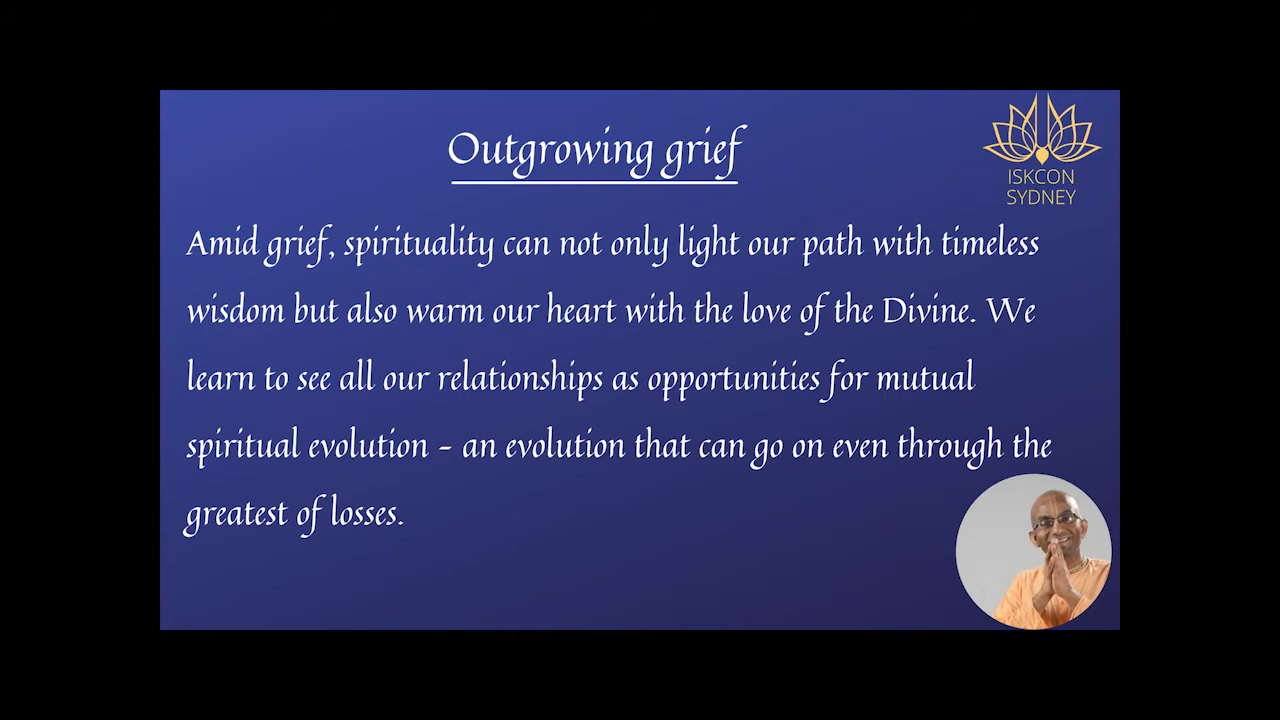 Outgrowing grief
ISKCON
SYDNEY
Amid grief, spirituality can not only light our path with timeless
wisdom but also warm our heart with the love of the Divine. We
learn to see all our relationships as opportunities for mutual
spiritual evolution - an evolution that can go on even through the
greatest of losses.